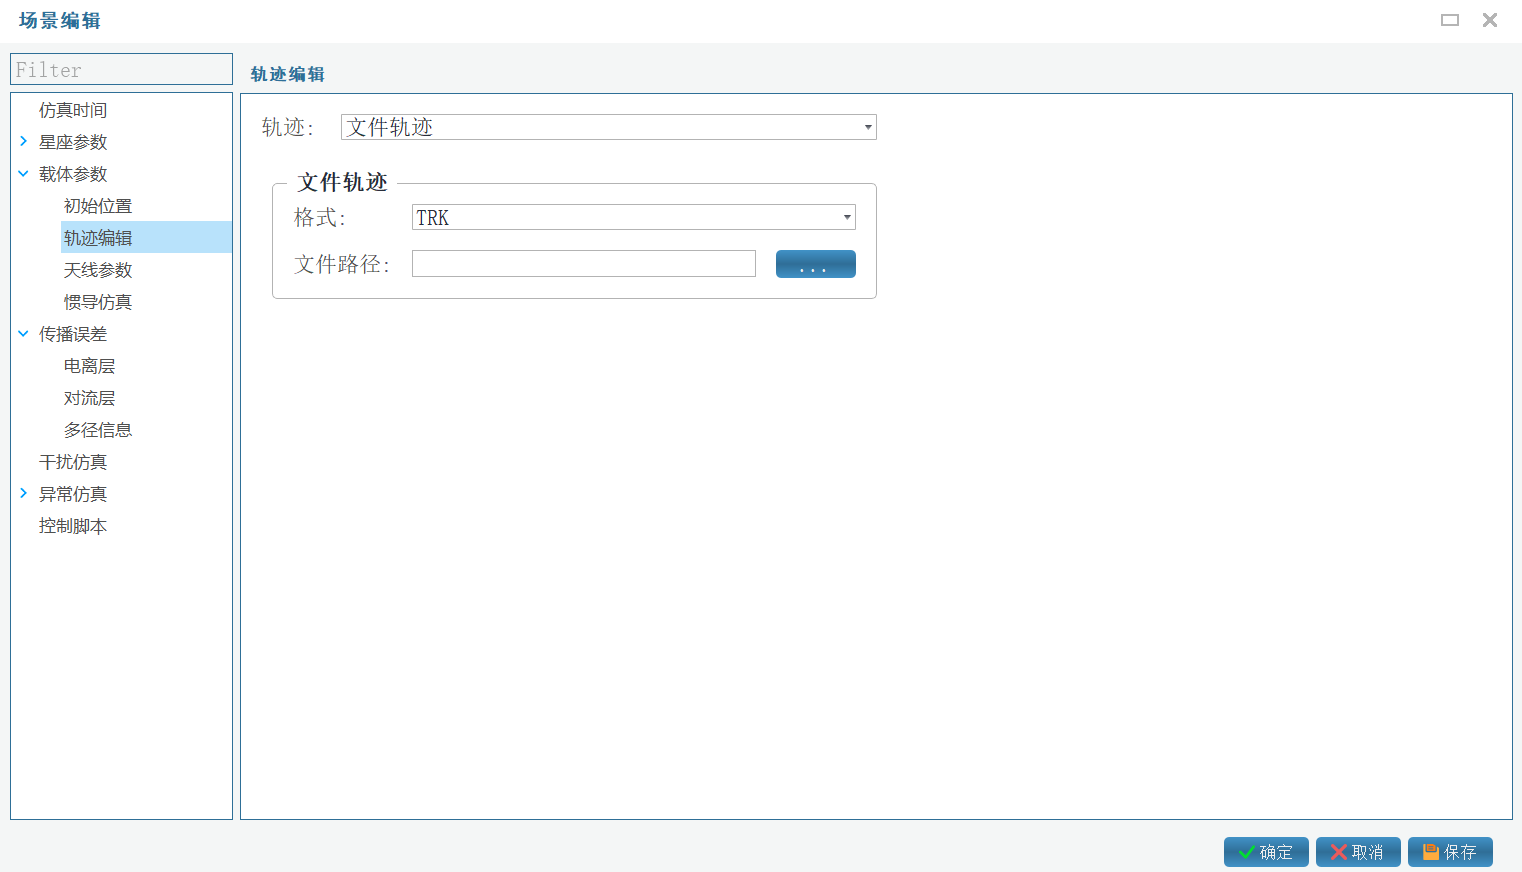 场景编辑
Filter
仿真时间
星座参数
载体参数
初始位置
轨迹编辑
天线参数
惯导仿真
传播误差
电离层
对流层
多径信息
干扰仿真
异常仿真
控制脚本
轨迹编辑
轨迹: 文件轨迹
文件轨迹
格式: TRK
文件路径: ...
确定 取消 保存